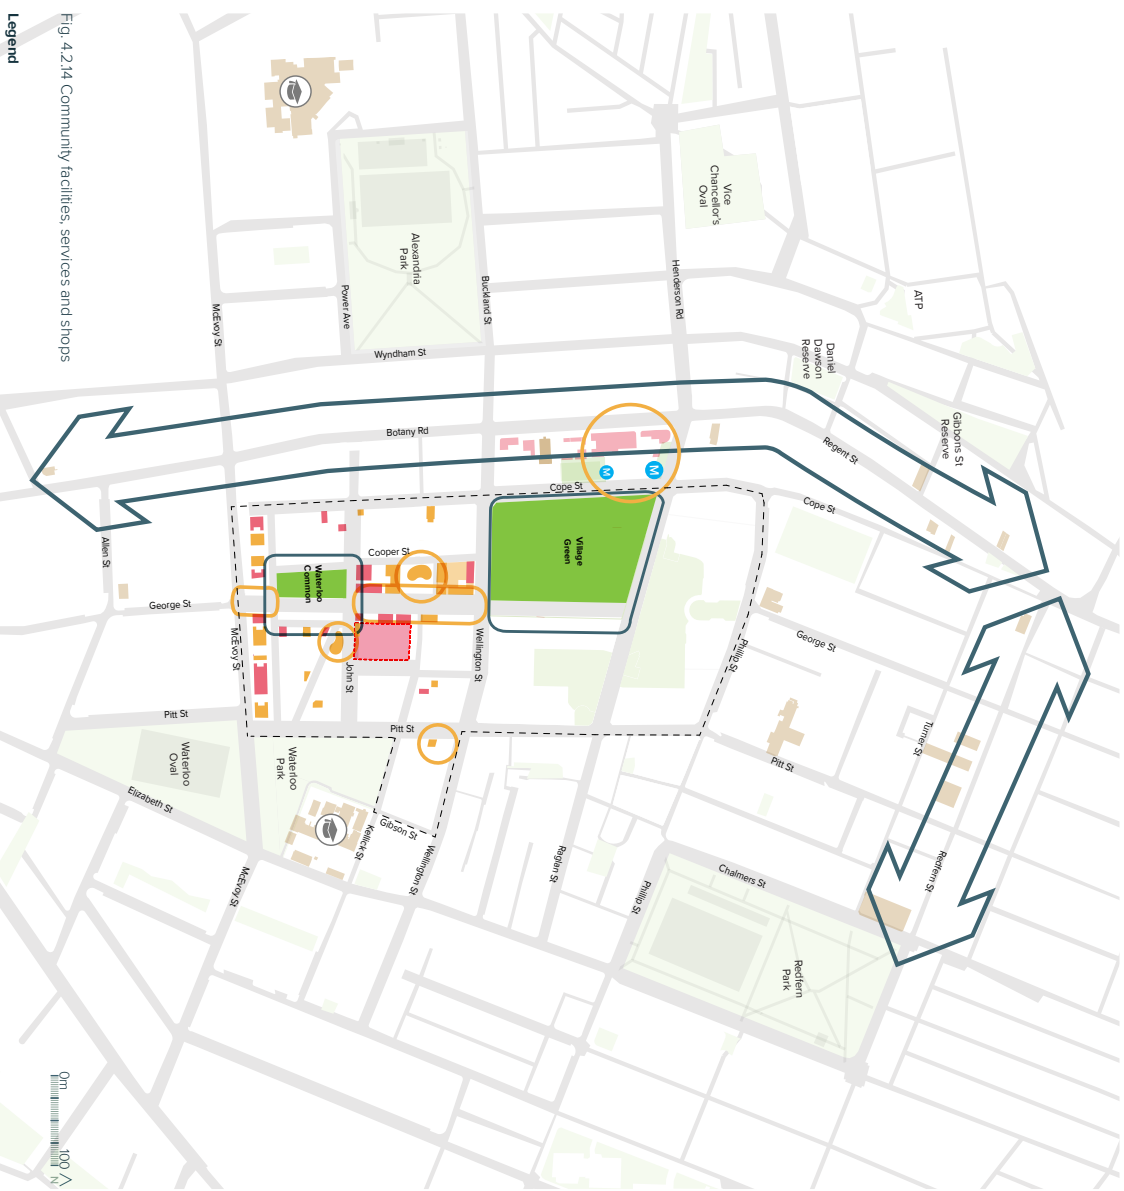 Fig. 4.2.14 Community facilities, services and shops
Legend
Vice
Chancellor's
Oval
Alexandria
Park
ATP
Henderson Rd
Buckland St
Power Ave
McEvoy St
Wyndham St
Daniel
Dawson
Reserve
Gibbons St
Reserve
Regent St
Botany Rd
M
M
Cope St
Cope St
Allen St
Cooper St
Village
Green
Waterloo
Common
George St
McEvoy St
John St
Wellington St
Phillip St
George St
Pitt St
Pitt St
Pitt St
Turner St
Waterloo
Oval
Waterloo
Park
Elizabeth St
Gibson St
Kellick St
Wellington St
Raglan St
Phillip St
Chalmers St
Redfern St
McEvoy St
Redfern
Park
0m
100
N